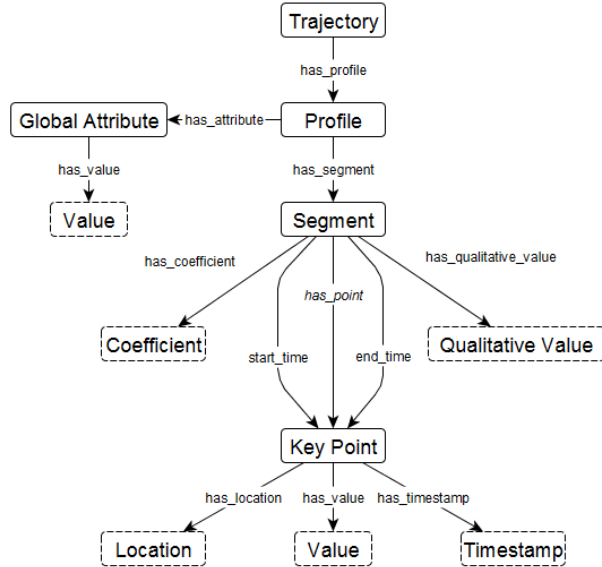 Trajectory
has_profile
Global Attribute
has_attribute
Profile
has_value
has_segment
Value
Segment
has_coefficient
has_qualitative_value
has_point
Coefficient
start_time
end_time
Qualitative Value
Key Point
has_location
has_value
has_timestamp
Location
Value
Timestamp